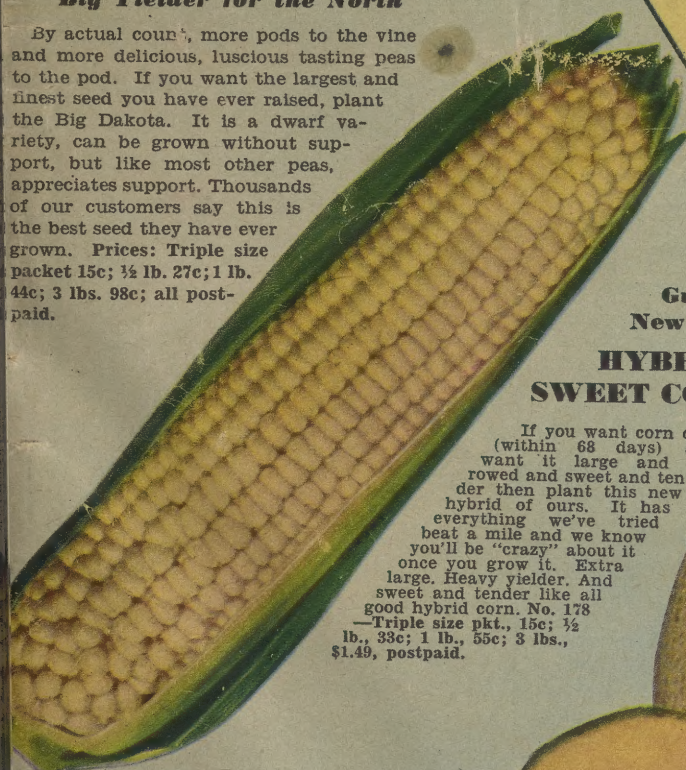 Big Yielder for the North
By actual count, more pods to the vine
and more delicious, luscious tasting peas
to the pod. If you want the largest and
finest seed you have ever raised, plant
the Big Dakota. It is a dwarf va-
riety, can be grown without sup-
port, but like most other peas,
appreciates support. Thousands
of our customers say this is
the best seed they have ever
grown. Prices: Triple size
packet 15c; ½ lb. 27c; 1 lb.
44c; 3 lbs. 98c; all post-
paid.
New
SWEET
If you want corn
(within 68 days)
want it large and
rowed and sweet and ten
der then plant this new
hybrid of ours. It has
everything we've tried
beat a mile and we know
you'll be "crazy" about it
once you grow it. Extra
large. Heavy yielder. And
sweet and tender like all
good hybrid corn. No. 178
—Triple size pkt., 15c; ½
lb., 33c; 1 lb., 55c; 3 lbs.,
$1.49, postpaid.